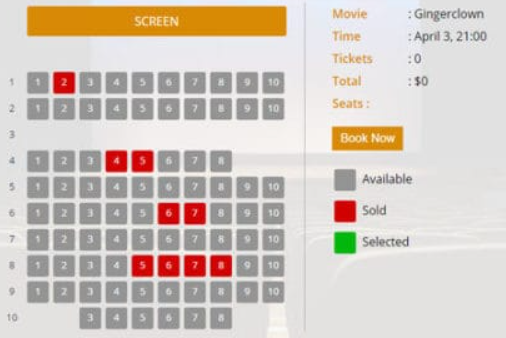 SCREEN
Movie : Gingerclown
Time : April 3, 21:00
Tickets : 0
Total : $0
Seats :
Book Now
Available
Sold
Selected
1 1 2 3 4 5 6 7 8 9 10
2 1 2 3 4 5 6 7 8 9 10
3
4 1 2 3 4 5 6 7 8
5 1 2 3 4 5 6 7 8 9 10
6 1 2 3 4 5 6 7 8 9 10
7 1 2 3 4 5 6 7 8 9 10
8 1 2 3 4 5 6 7 8 9 10
9 1 2 3 4 5 6 7 8 9 10
10 3 4 5 6 7 8